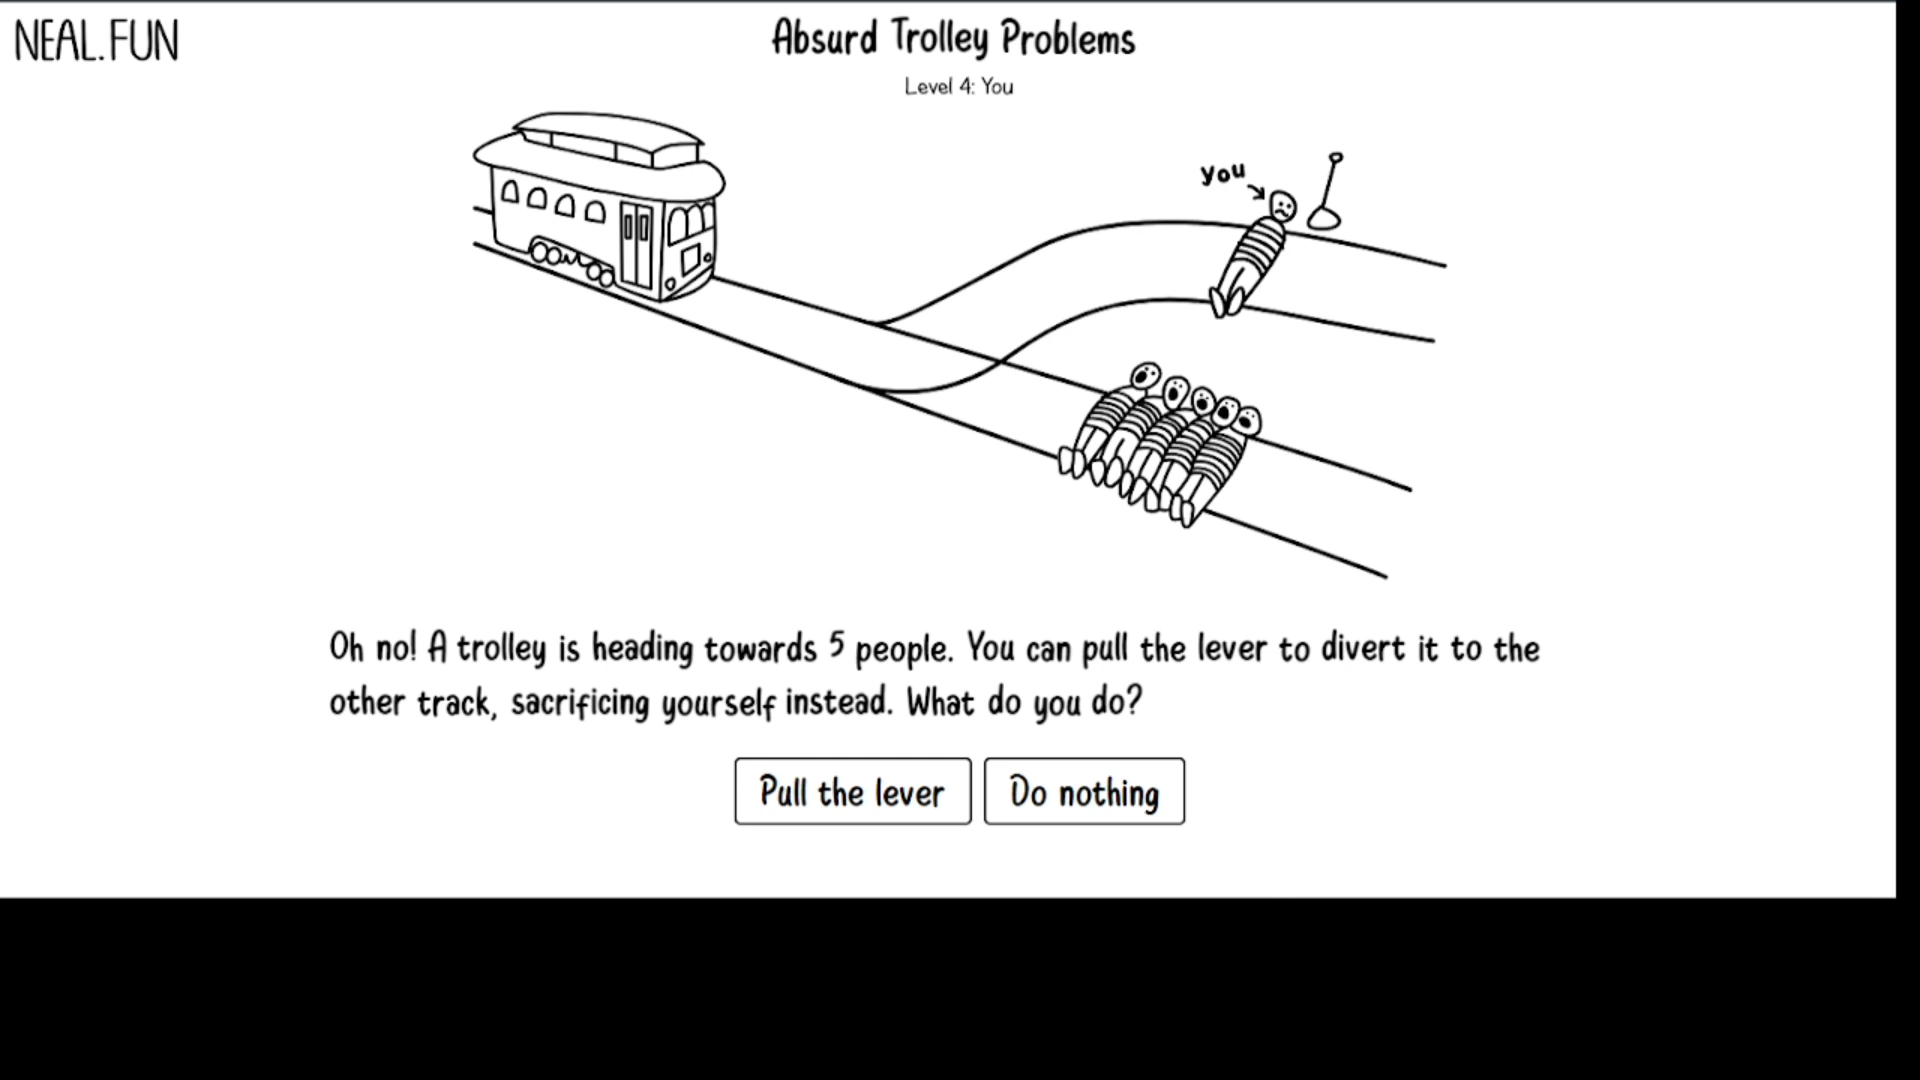 NEAL.FUN
Absurd Trolley Problems
Level 4: You
you
Oh no! A trolley is heading towards 5 people. You can pull the lever to divert it to the
other track, sacrificing yourself instead. What do you do?
Pull the lever
Do nothing